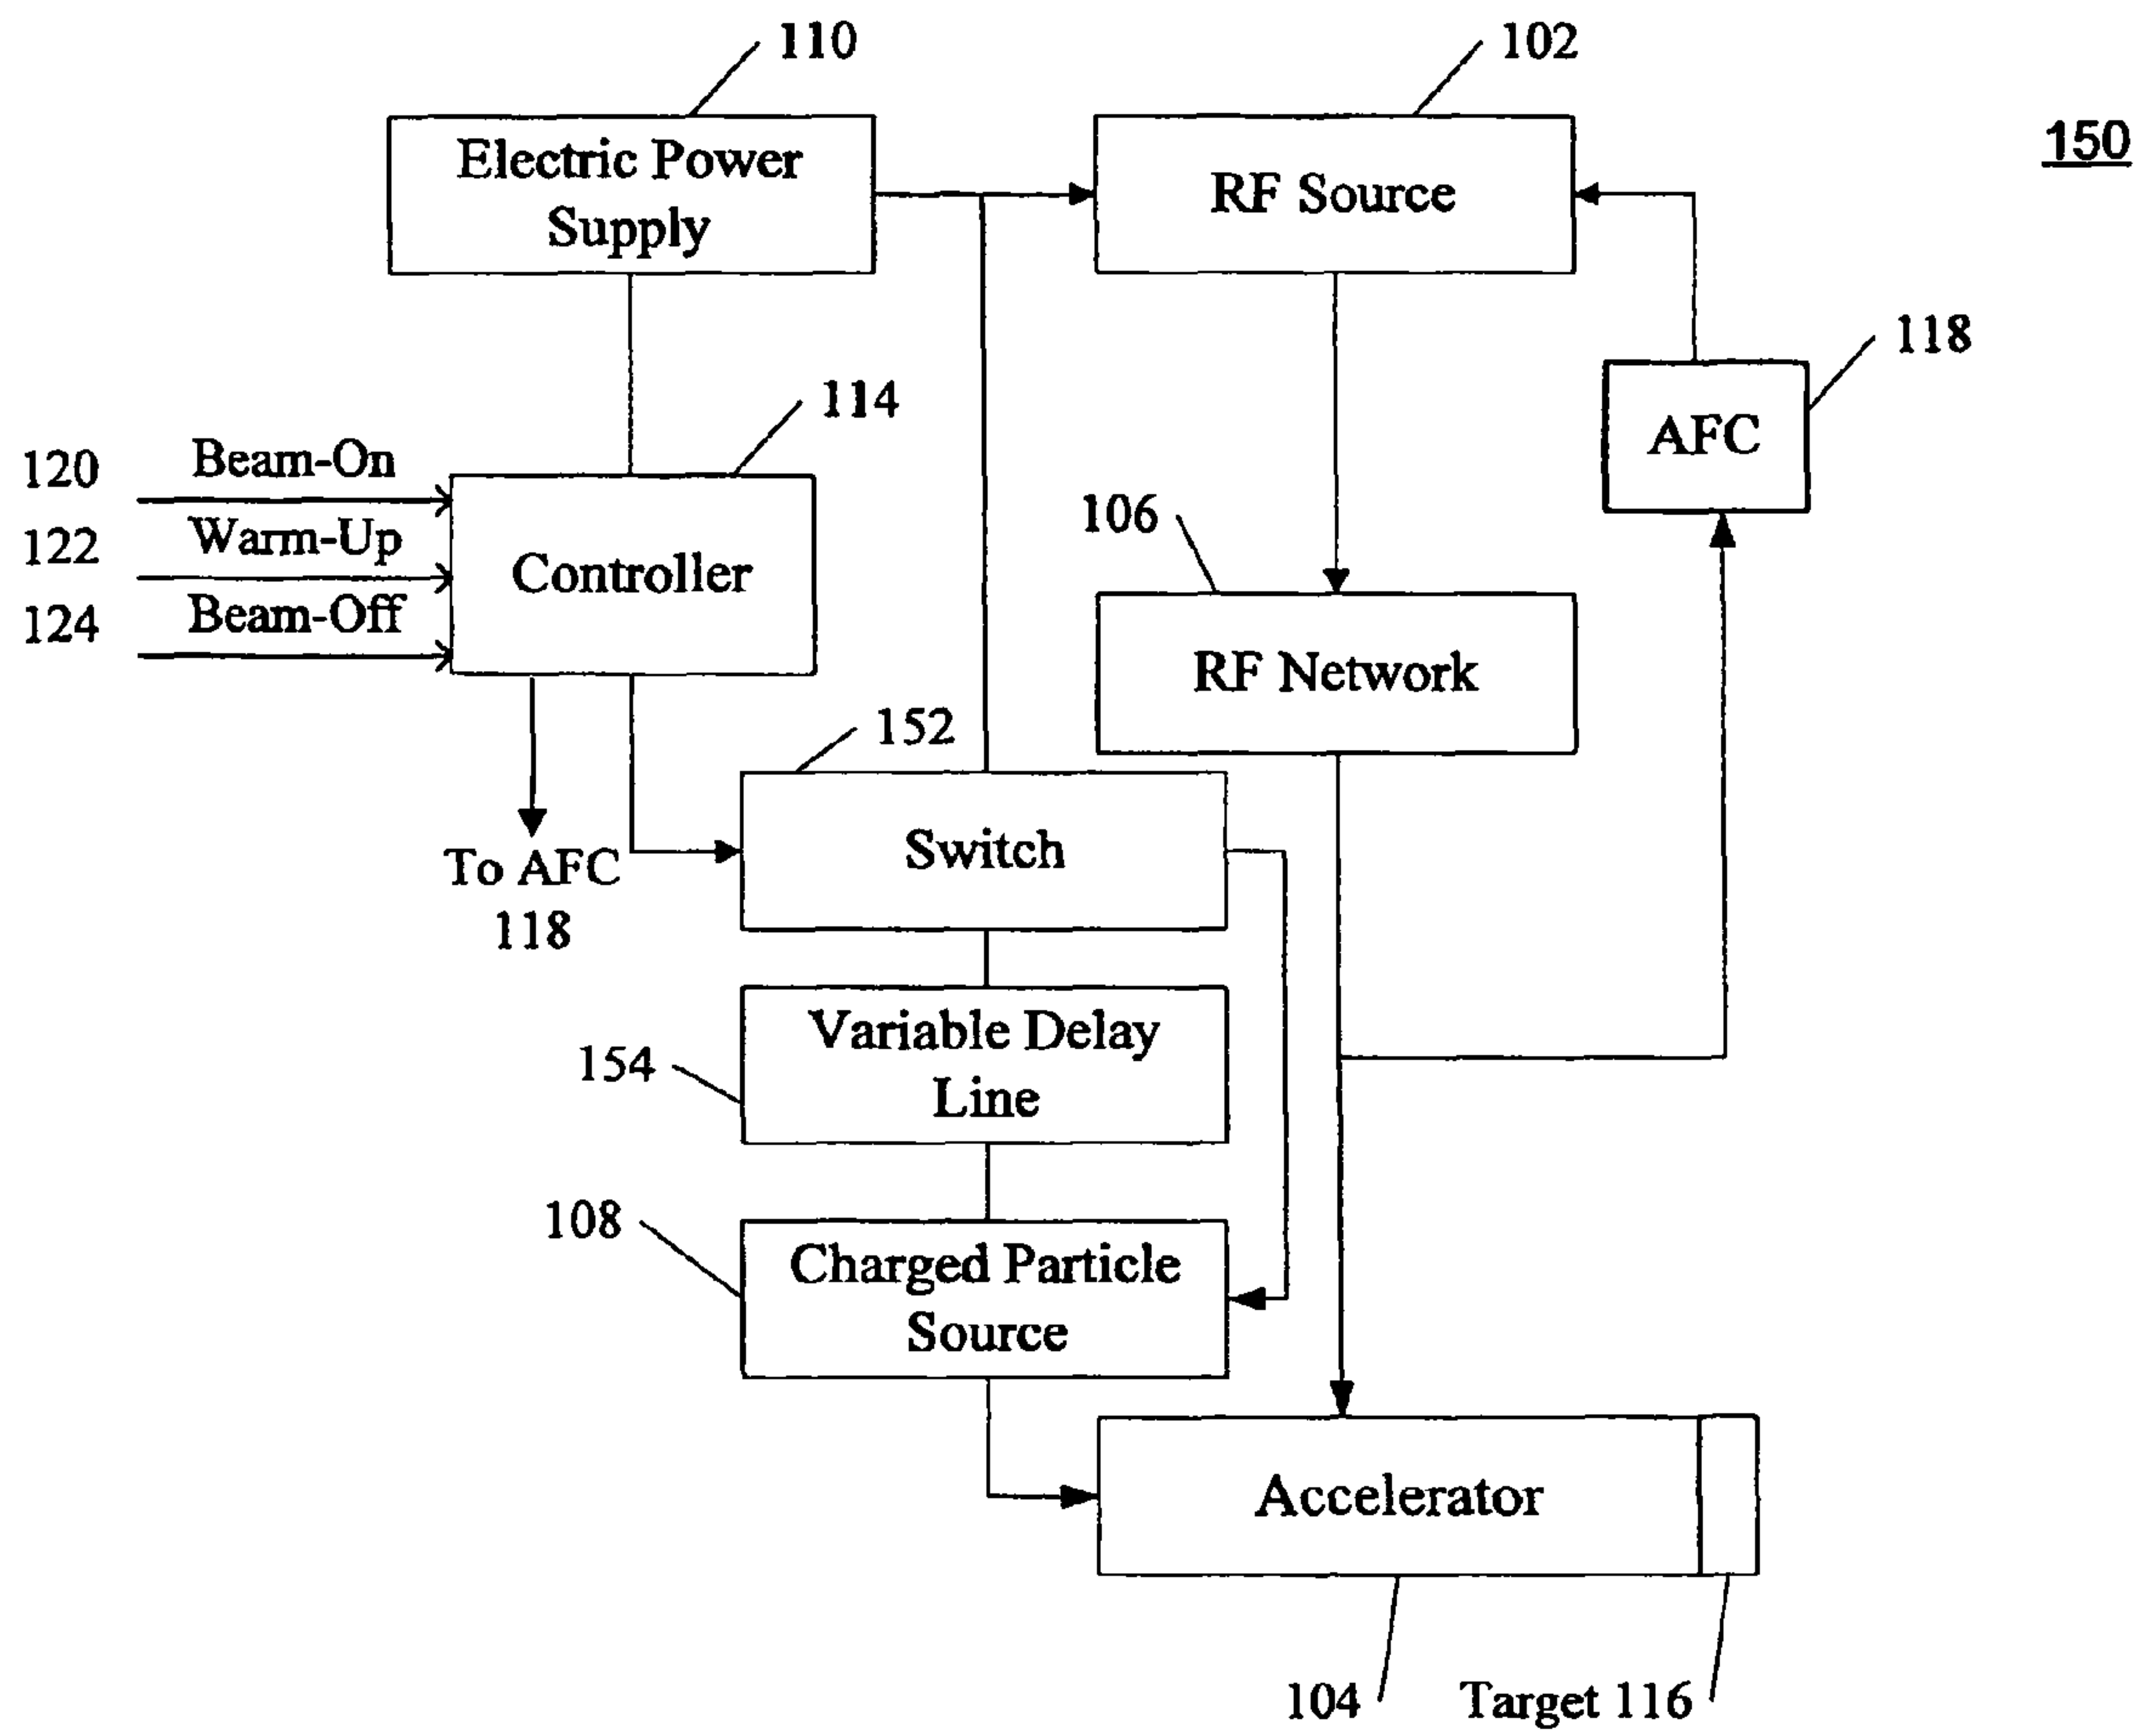 110
102
150
Electric Power
Supply
RF Source
118
AFC
114
120 Beam-On
122 Warm-Up
124 Beam-Off
Controller
106
RF Network
152
Switch
To AFC
118
Variable Delay
Line
154
108
Charged Particle
Source
Accelerator
104
Target 116